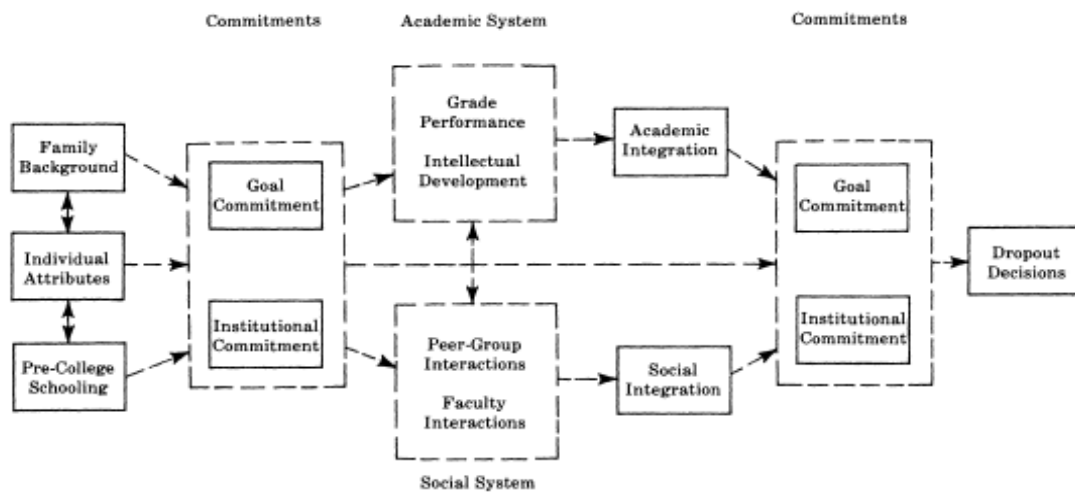 Commitments
Academic System
Commitments
Family
Background
Individual
Attributes
Pre-College
Schooling
Goal
Commitment
Institutional
Commitment
Grade
Performance
Intellectual
Development
Peer-Group
Interactions
Faculty
Interactions
Social System
Academic
Integration
Social
Integration
Goal
Commitment
Institutional
Commitment
Dropout
Decisions